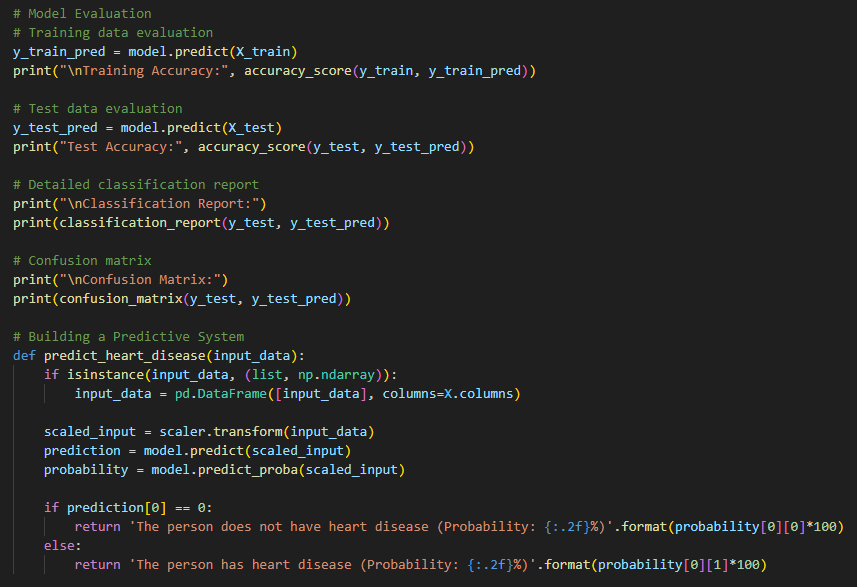 # Model Evaluation
# Training data evaluation
y_train_pred = model.predict(X_train)
print("\nTraining Accuracy:", accuracy_score(y_train, y_train_pred))

# Test data evaluation
y_test_pred = model.predict(X_test)
print("Test Accuracy:", accuracy_score(y_test, y_test_pred))

# Detailed classification report
print("\nClassification Report:")
print(classification_report(y_test, y_test_pred))

# Confusion matrix
print("\nConfusion Matrix:")
print(confusion_matrix(y_test, y_test_pred))

# Building a Predictive System
def predict_heart_disease(input_data):
    if isinstance(input_data, (list, np.ndarray)):
        input_data = pd.DataFrame([input_data], columns=X.columns)

    scaled_input = scaler.transform(input_data)
    prediction = model.predict(scaled_input)
    probability = model.predict_proba(scaled_input)

    if prediction[0] == 0:
        return 'The person does not have heart disease (Probability: {:.2f}%)'.format(probability[0][0]*100)
    else:
        return 'The person has heart disease (Probability: {:.2f}%)'.format(probability[0][1]*100)